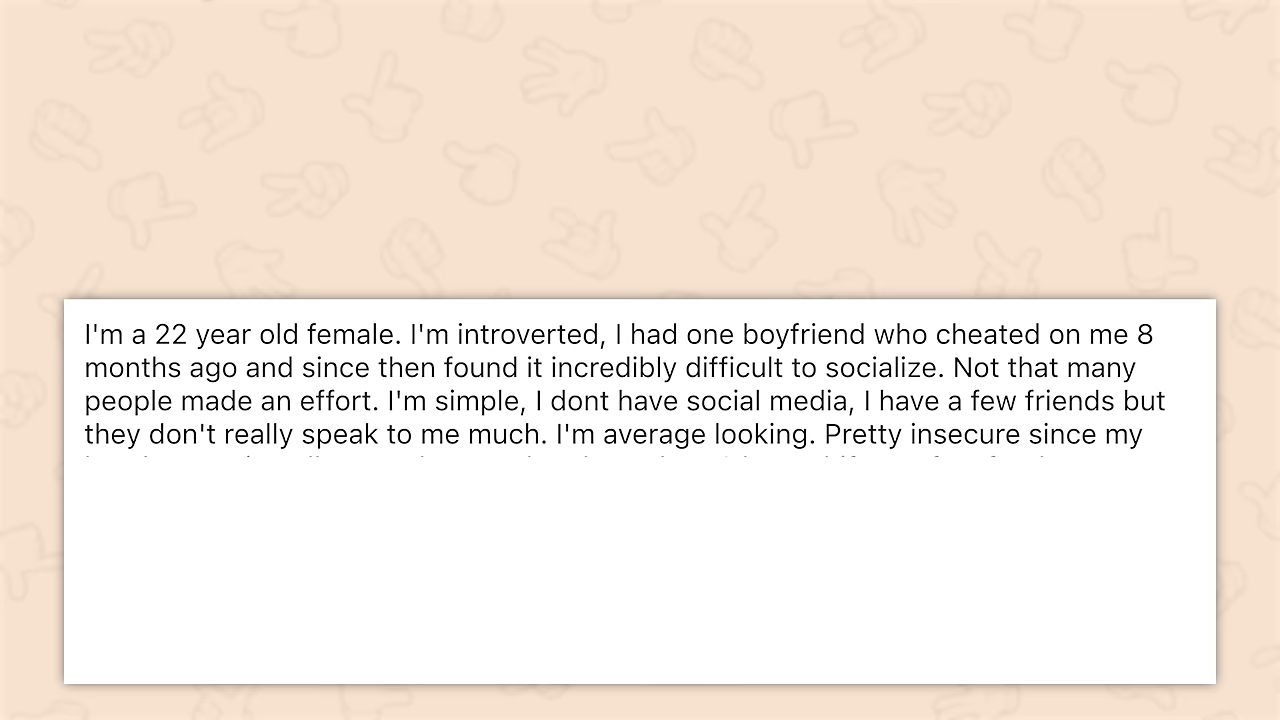 I'm a 22 year old female. I'm introverted, I had one boyfriend who cheated on me 8
months ago and since then found it incredibly difficult to socialize. Not that many
people made an effort. I'm simple, I dont have social media, I have a few friends but
they don't really speak to me much. I'm average looking. Pretty insecure since my